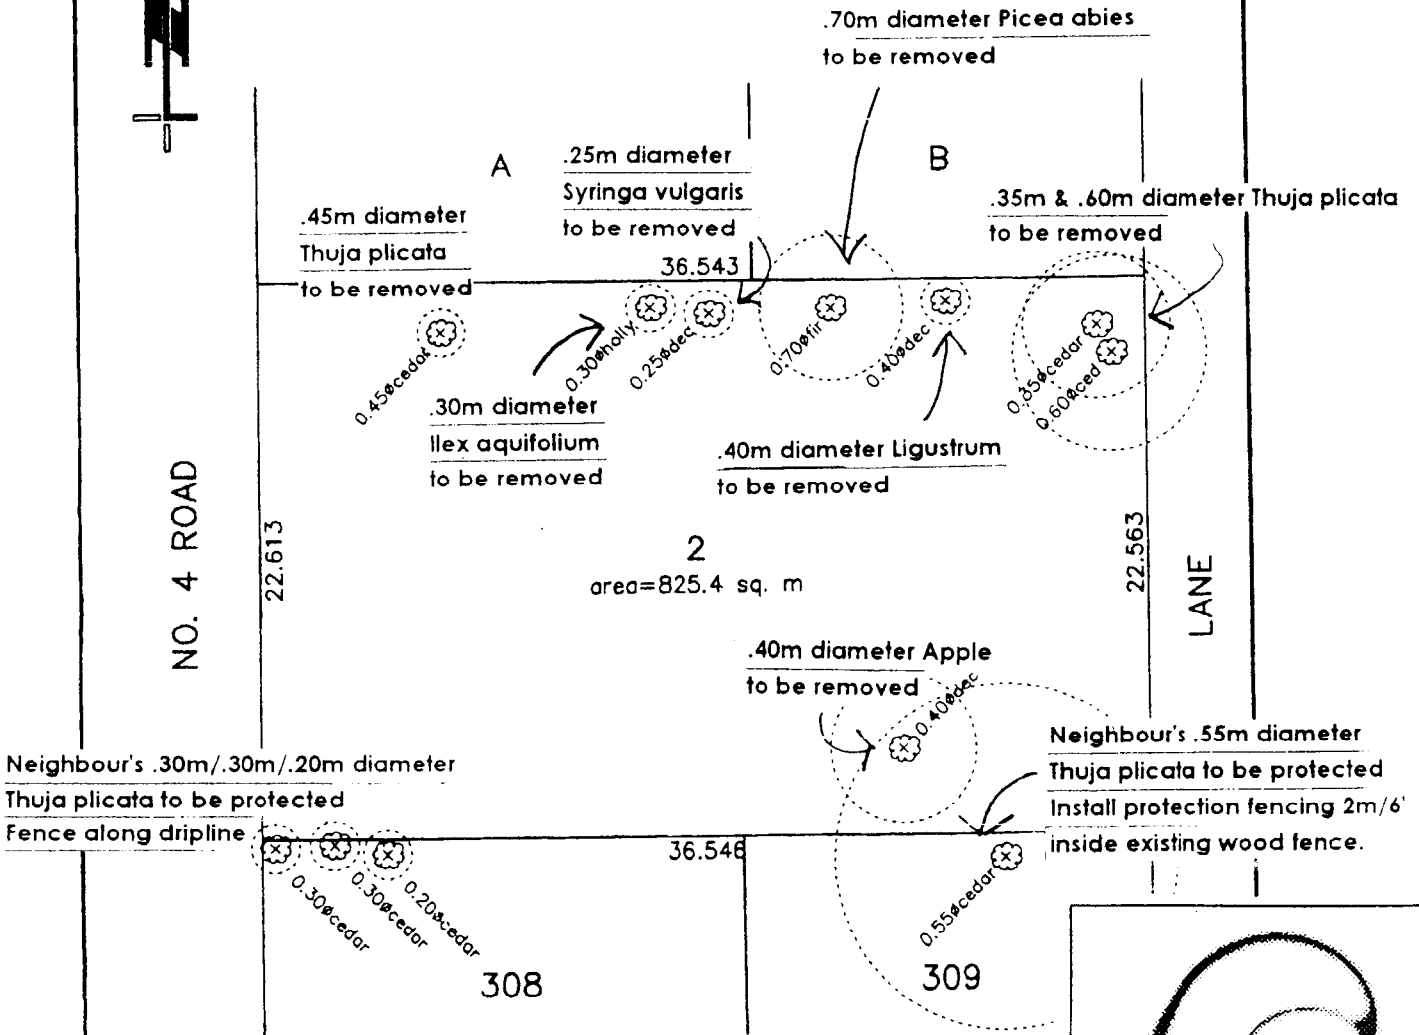 .70m diameter Picea abies
to be removed
A
.25m diameter
Syringa vulgaris
to be removed
B
.35m & .60m diameter Thuja plicata
to be removed
.45m diameter
Thuja plicata
to be removed
36.543
0.45øcedar
0.30øholly
0.25ødec
0.70øfir
0.40ødec
0.35øcedar
0.60øced
.30m diameter
Ilex aquifolium
to be removed
.40m diameter Ligustrum
to be removed
NO. 4 ROAD
22.613
2
area=825.4 sq. m
22.563
LANE
.40m diameter Apple
to be removed
0.40ødec
Neighbour's .30m/.30m/.20m diameter
Thuja plicata to be protected
Fence along dripline
Neighbour's .55m diameter
Thuja plicata to be protected
Install protection fencing 2m/6'
inside existing wood fence.
36.546
0.30øcedar
0.30øcedar
0.20øcedar
0.55øcedar
308
309